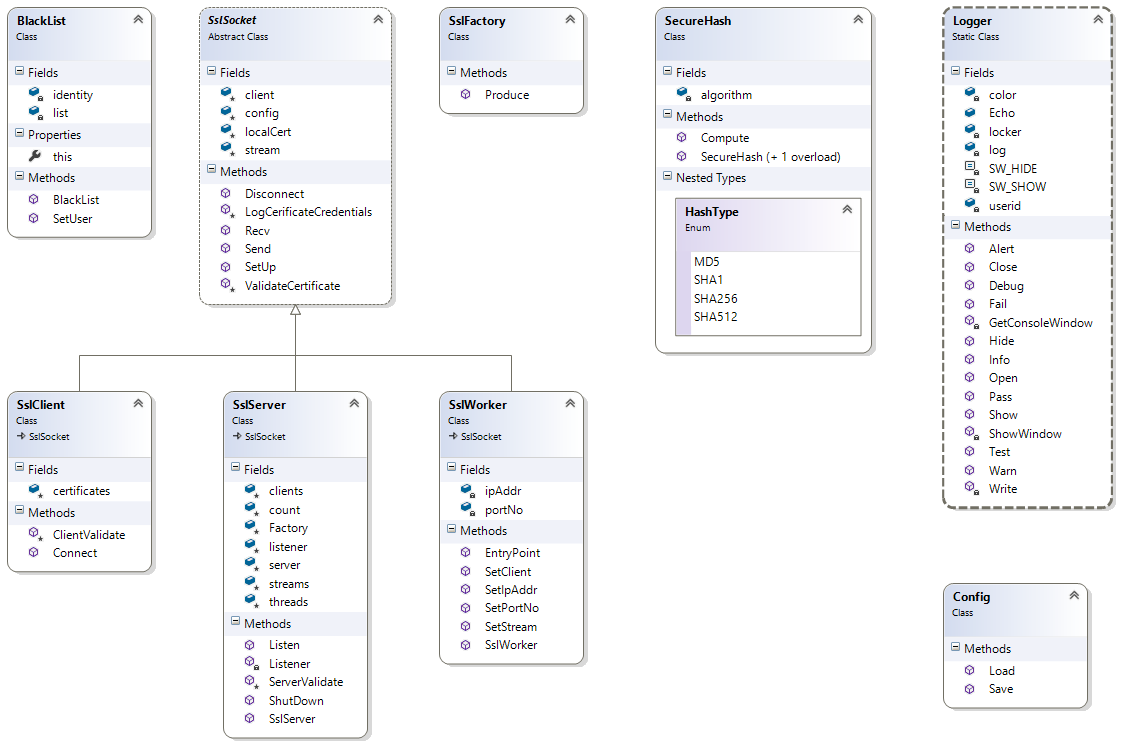 BlackList
Class
Fields
identity
list
Properties
this
Methods
BlackList
SetUser
SslSocket
Abstract Class
Fields
client
config
localCert
stream
Methods
Disconnect
LogCerificateCredentials
Recv
Send
SetUp
ValidateCertificate
SslFactory
Class
Methods
Produce
SecureHash
Class
Fields
algorithm
Methods
Compute
SecureHash (+ 1 overload)
Nested Types
HashType
Enum
MD5
SHA1
SHA256
SHA512
Logger
Static Class
Fields
color
Echo
locker
log
SW_HIDE
SW_SHOW
userid
Methods
Alert
Close
Debug
Fail
GetConsoleWindow
Hide
Info
Open
Pass
Show
ShowWindow
Test
Warn
Write
SslClient
Class
SslSocket
Fields
certificates
Methods
ClientValidate
Connect
SslServer
Class
SslSocket
Fields
clients
count
Factory
listener
server
streams
threads
Methods
Listen
Listener
ServerValidate
ShutDown
SslServer
SslWorker
Class
SslSocket
Fields
ipAddr
portNo
Methods
EntryPoint
SetClient
SetIpAddr
SetPortNo
SetStream
SslWorker
Config
Class
Methods
Load
Save